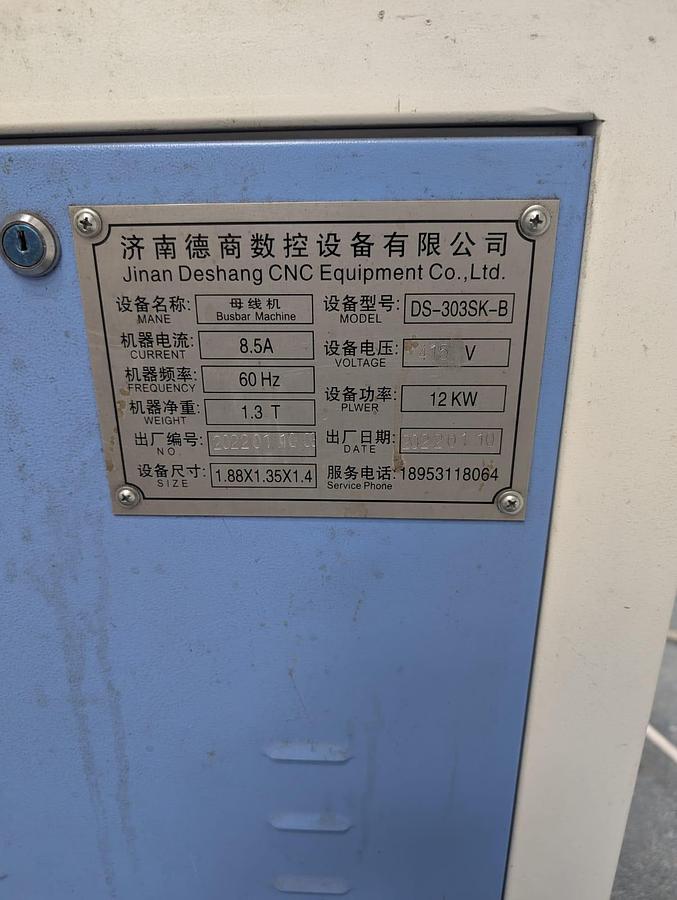 济南德商数控设备有限公司
Jinan Deshang CNC Equipment Co.,Ltd.
设备名称: 母线机 设备型号: DS-303SK-B
MANE Busbar Machine MODEL
机器电流: 8.5A 设备电压: 415 V
CURRENT VOLTAGE
机器频率: 60 Hz 设备功率: 12 KW
FREQUENCY PLWER
机器净重: 1.3 T
WEIGHT
出厂编号: 20220110 出厂日期: 20220110
NO. DATE
设备尺寸: 1.88X1.35X1.4 服务电话: 18953118064
SIZE Service Phone